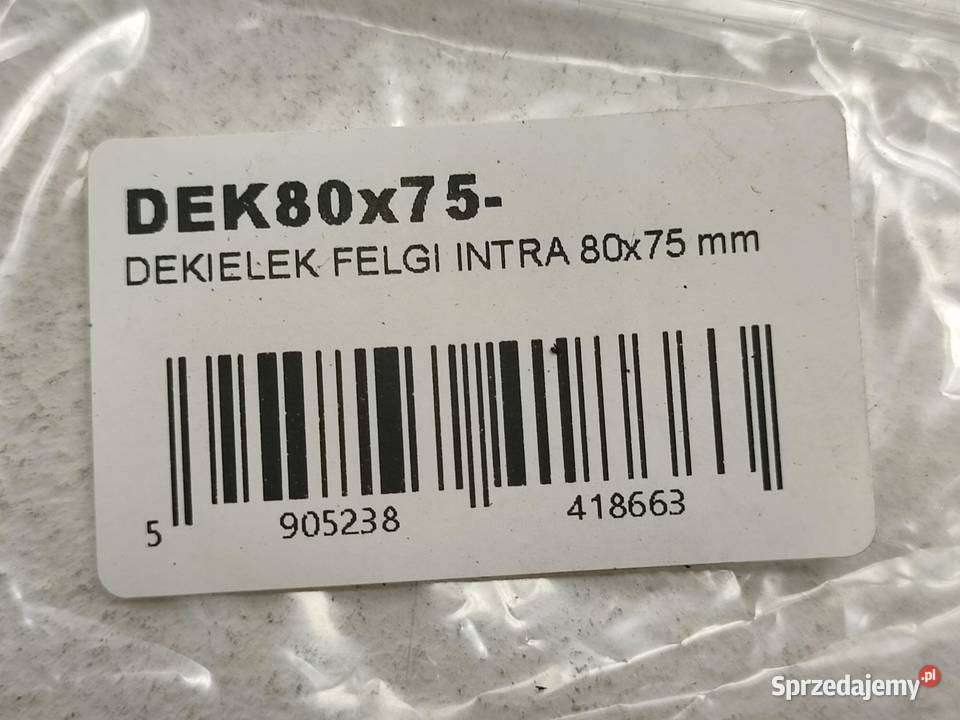 DEK80x75-
DEKIELEK FELGI INTRA 80x75 mm
5 905238 418663
Sprzedajemy.pl